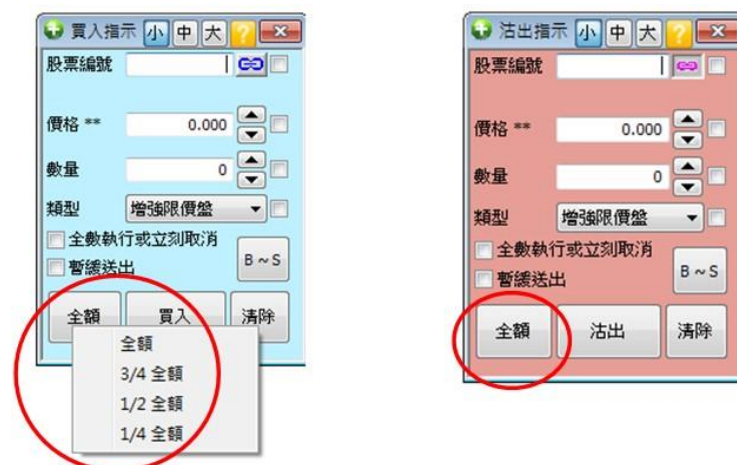 買入指示 小 中 大 ?
股票編號
價格 ** 0.000
數量 0
類型 增強限價盤
全數執行或立刻取消
暫緩送出
B ~ S
全額 買入 清除
全額
3/4 全額
1/2 全額
1/4 全額
沽出指示 小 中 大 ?
股票編號
價格 ** 0.000
數量 0
類型 增強限價盤
全數執行或立刻取消
暫緩送出
B ~ S
全額 沽出 清除